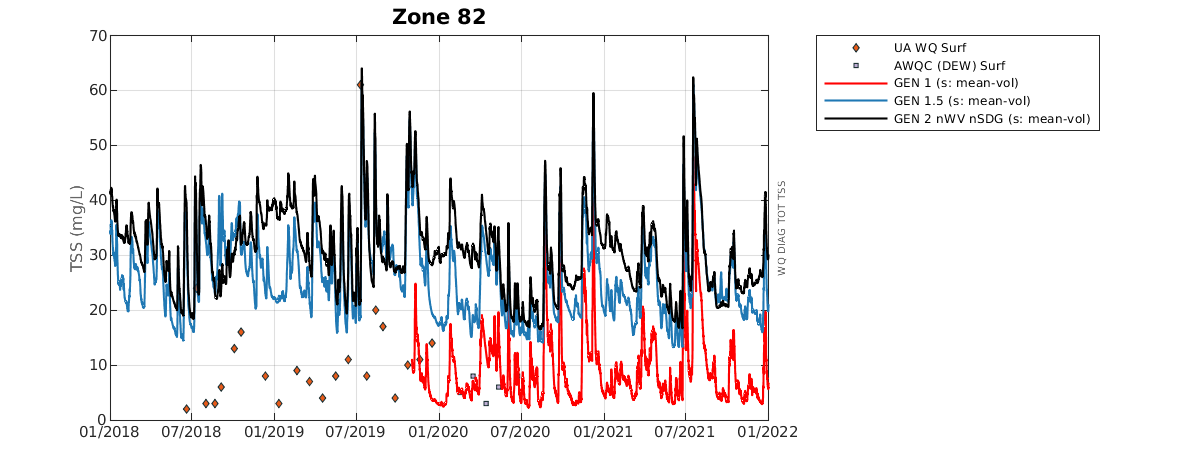 Zone 82
70
60
50
40
30
20
10
0
TSS (mg/L)
01/2018
07/2018
01/2019
07/2019
01/2020
07/2020
01/2021
07/2021
01/2022
WQ DIAG TOT TSS
UA WQ Surf
AWQC (DEW) Surf
GEN 1 (s: mean-vol)
GEN 1.5 (s: mean-vol)
GEN 2 nWV nSDG (s: mean-vol)